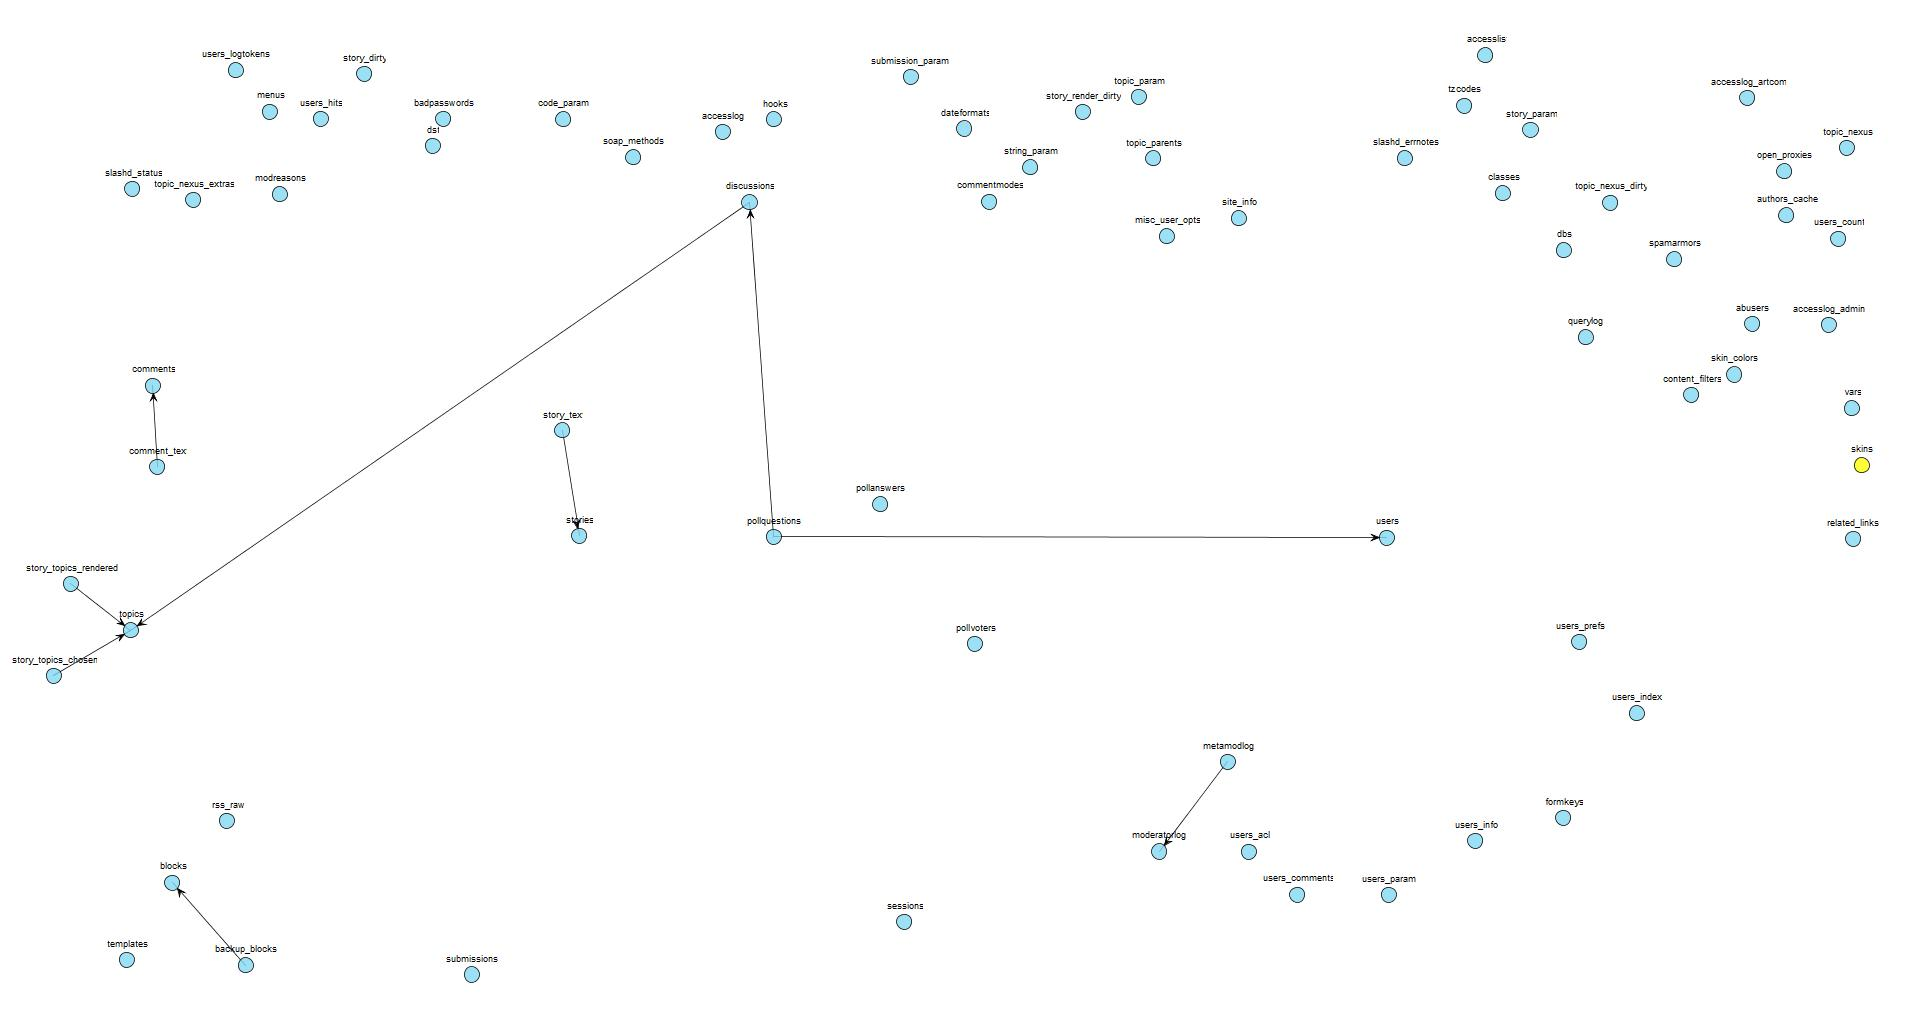 accesslis
users_logtokens
story_dirty
submission_param
topic_param
accesslog_artcom
tzcodes
menus
users_hits
badpasswords
code_param
hooks
story_render_dirty
accesslog
dateformats
story_param
dst
topic_nexus
soap_methods
topic_parents
slashd_errnotes
string_param
open_proxies
slashd_status
modreasons
classes
topic_nexus_extras
discussions
commentmodes
topic_nexus_dirty
authors_cache
site_info
misc_user_opts
users_count
dbs
spamarmors
abusers
accesslog_admin
querylog
skin_colors
comments
content_filters
vars
story_tex
comment_tex
skins
pollanswers
stories
pollquestions
users
related_links
story_topics_rendered
topics
pollvoters
users_prefs
story_topics_chosen
users_index
metamodlog
rss_raw
formkeys
users_info
moderatorlog
users_acl
blocks
users_comments
users_param
sessions
templates
backup_blocks
submissions